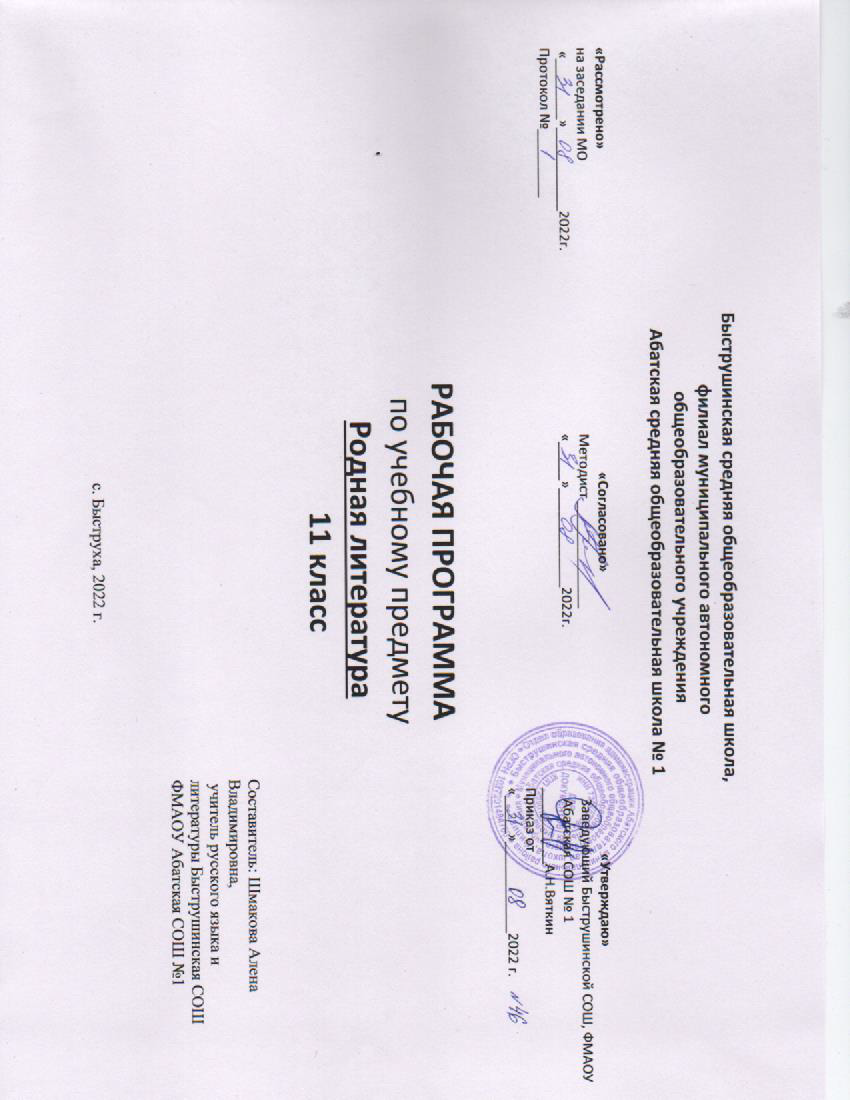 Быструшинская средняя общеобразовательная школа,
филиал муниципального автономного
общеобразовательного учреждения
Абатская средняя общеобразовательная школа № 1
«Рассмотрено»
на заседании МО
« 31 » 08 2022г.
Протокол № 1
«Согласовано»
Методист
« 31 » 08 2022г.
«Утверждаю»
Заведующий Быструшинской СОШ, ФМАОУ
Абатская СОШ № 1
А.Н.Вяткин
Приказ от
« 31 » 08 2022 г. №46
РАБОЧАЯ ПРОГРАММА
по учебному предмету
Родная литература
11 класс
Составитель: Шмакова Алена
Владимировна,
учитель русского языка и
литературы Быструшинская СОШ
ФМАОУ Абатская СОШ №1
с. Быструха, 2022 г.